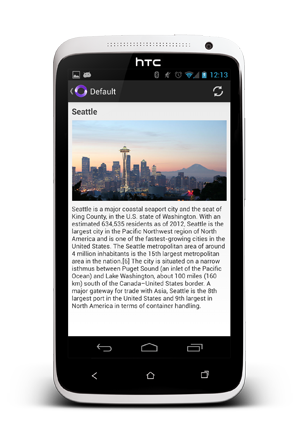 hTC
12:13
Default
Seattle
Seattle is a major coastal seaport city and the seat of
King County, in the U.S. state of Washington. With an
estimated 634,535 residents as of 2012, Seattle is the
largest city in the Pacific Northwest region of North
America and is one of the fastest-growing cities in the
United States. The Seattle metropolitan area of around
4 million inhabitants is the 15th largest metropolitan
area in the nation.[6] The city is situated on a narrow
isthmus between Puget Sound (an inlet of the Pacific
Ocean) and Lake Washington, about 100 miles (160
km) south of the Canada–United States border. A
major gateway for trade with Asia, Seattle is the 8th
largest port in the United States and 9th largest in
North America in terms of container handling.